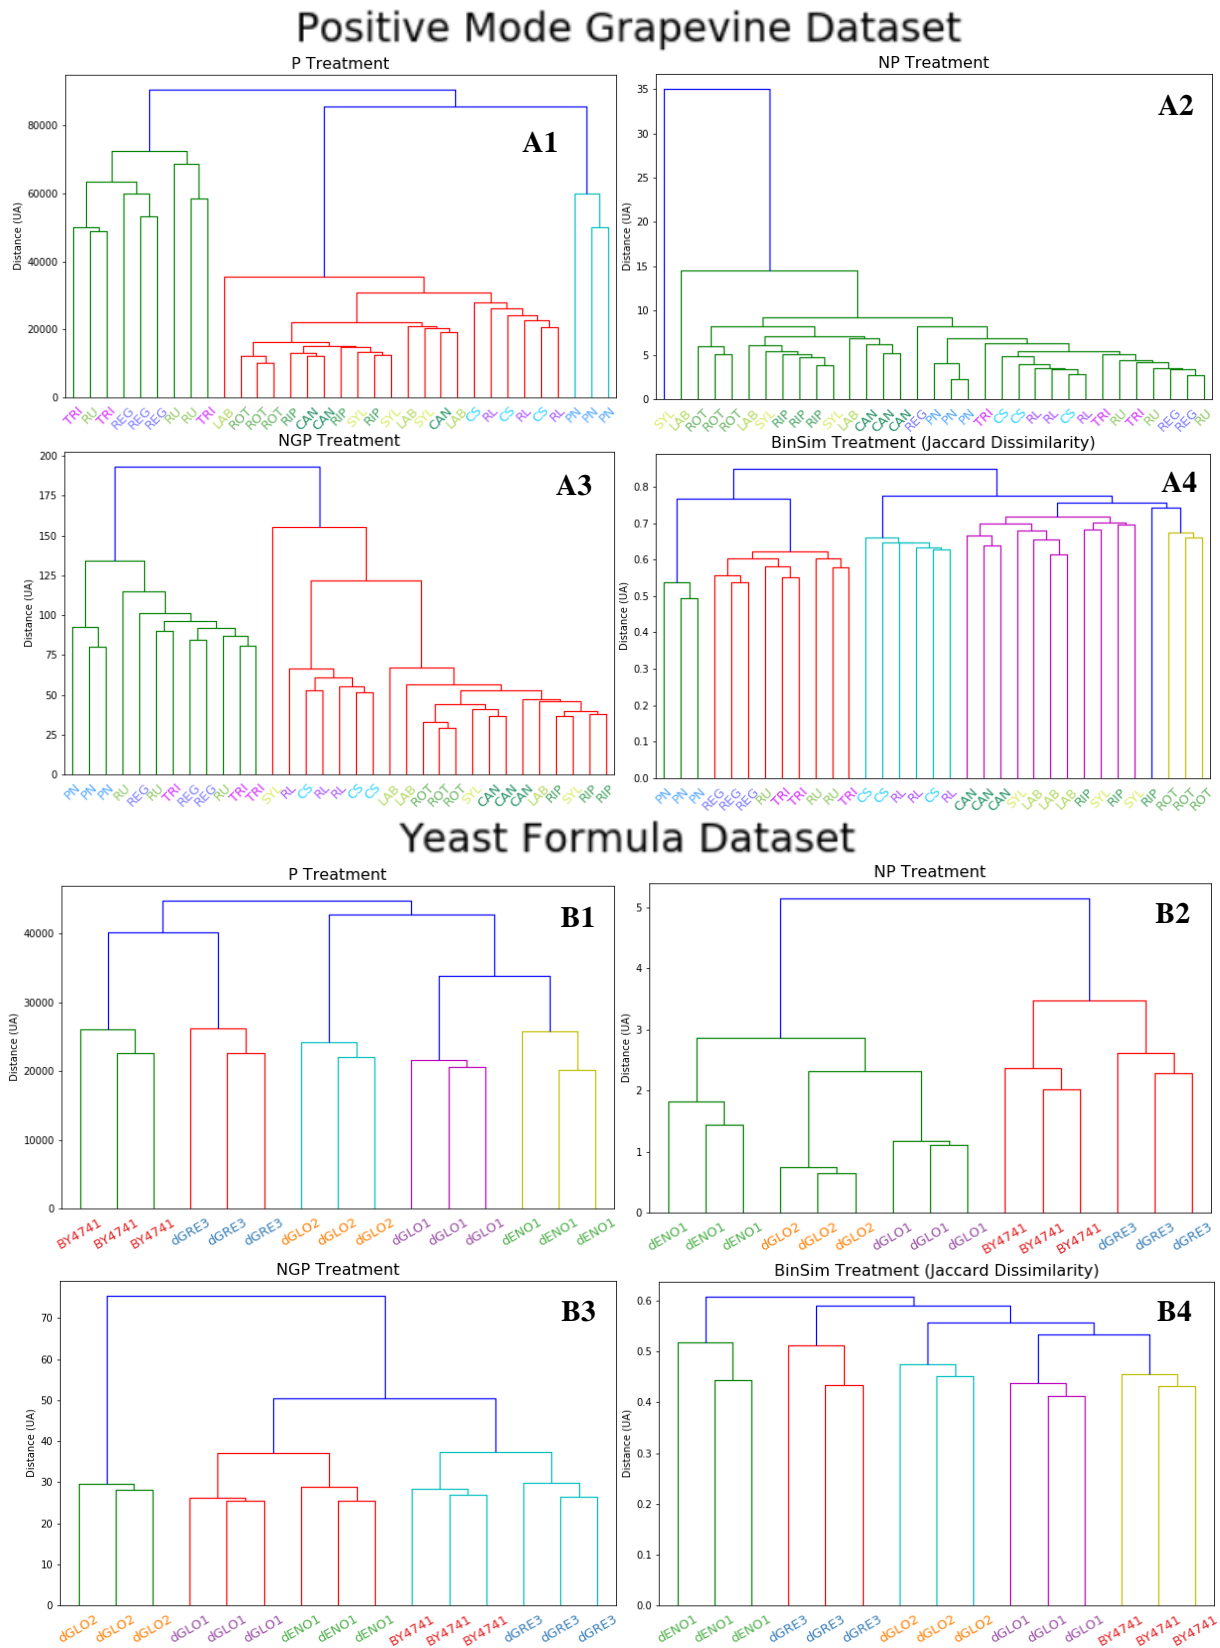 Positive Mode Grapevine Dataset
P Treatment
A1
Distance (UA)
80000
60000
40000
20000
0
TRI RU TRI REG REG REG RU RU TRI LAB ROT ROT ROT RIP CAN CAN RIP SYL RIP SYL LAB SYL CAN LAB CS RL CS RL CS RL PN PN PN
NP Treatment
A2
Distance (UA)
35
30
25
20
15
10
5
0
SYL LAB ROT ROT ROT LAB SYL RIP RIP RIP SYL LAB CAN CAN CAN REG PN PN PN TRI CS CS RL RL CS RL TRI RU TRI RU REG REG RU
NGP Treatment
A3
Distance (UA)
200
175
150
125
100
75
50
25
0
PN PN PN RU REG RU TRI REG REG RU TRI TRI SYL RL CS RL RL CS CS LAB LAB ROT ROT ROT SYL CAN CAN CAN LAB RIP SYL RIP RIP
BinSim Treatment (Jaccard Dissimilarity)
A4
Distance (UA)
0.8
0.7
0.6
0.5
0.4
0.3
0.2
0.1
0.0
PN PN PN REG REG REG RU TRI TRI RU RU TRI CS CS RL RL CS RL CAN CAN CAN SYL LAB LAB LAB RIP SYL RIP SYL RIP ROT ROT ROT
Yeast Formula Dataset
P Treatment
B1
Distance (UA)
40000
30000
20000
10000
0
BY4741 BY4741 BY4741 dGRE3 dGRE3 dGRE3 dGLO2 dGLO2 dGLO2 dGLO1 dGLO1 dGLO1 dENO1 dENO1 dENO1
NP Treatment
B2
Distance (UA)
5
4
3
2
1
0
dENO1 dENO1 dENO1 dGLO2 dGLO2 dGLO2 dGLO1 dGLO1 dGLO1 BY4741 BY4741 BY4741 dGRE3 dGRE3 dGRE3
NGP Treatment
B3
Distance (UA)
70
60
50
40
30
20
10
0
dGLO2 dGLO2 dGLO2 dGLO1 dGLO1 dGLO1 dENO1 dENO1 dENO1 BY4741 BY4741 BY4741 dGRE3 dGRE3 dGRE3
BinSim Treatment (Jaccard Dissimilarity)
B4
Distance (UA)
0.6
0.5
0.4
0.3
0.2
0.1
0.0
dENO1 dENO1 dENO1 dGRE3 dGRE3 dGRE3 dGLO2 dGLO2 dGLO2 dGLO1 dGLO1 dGLO1 BY4741 BY4741 BY4741